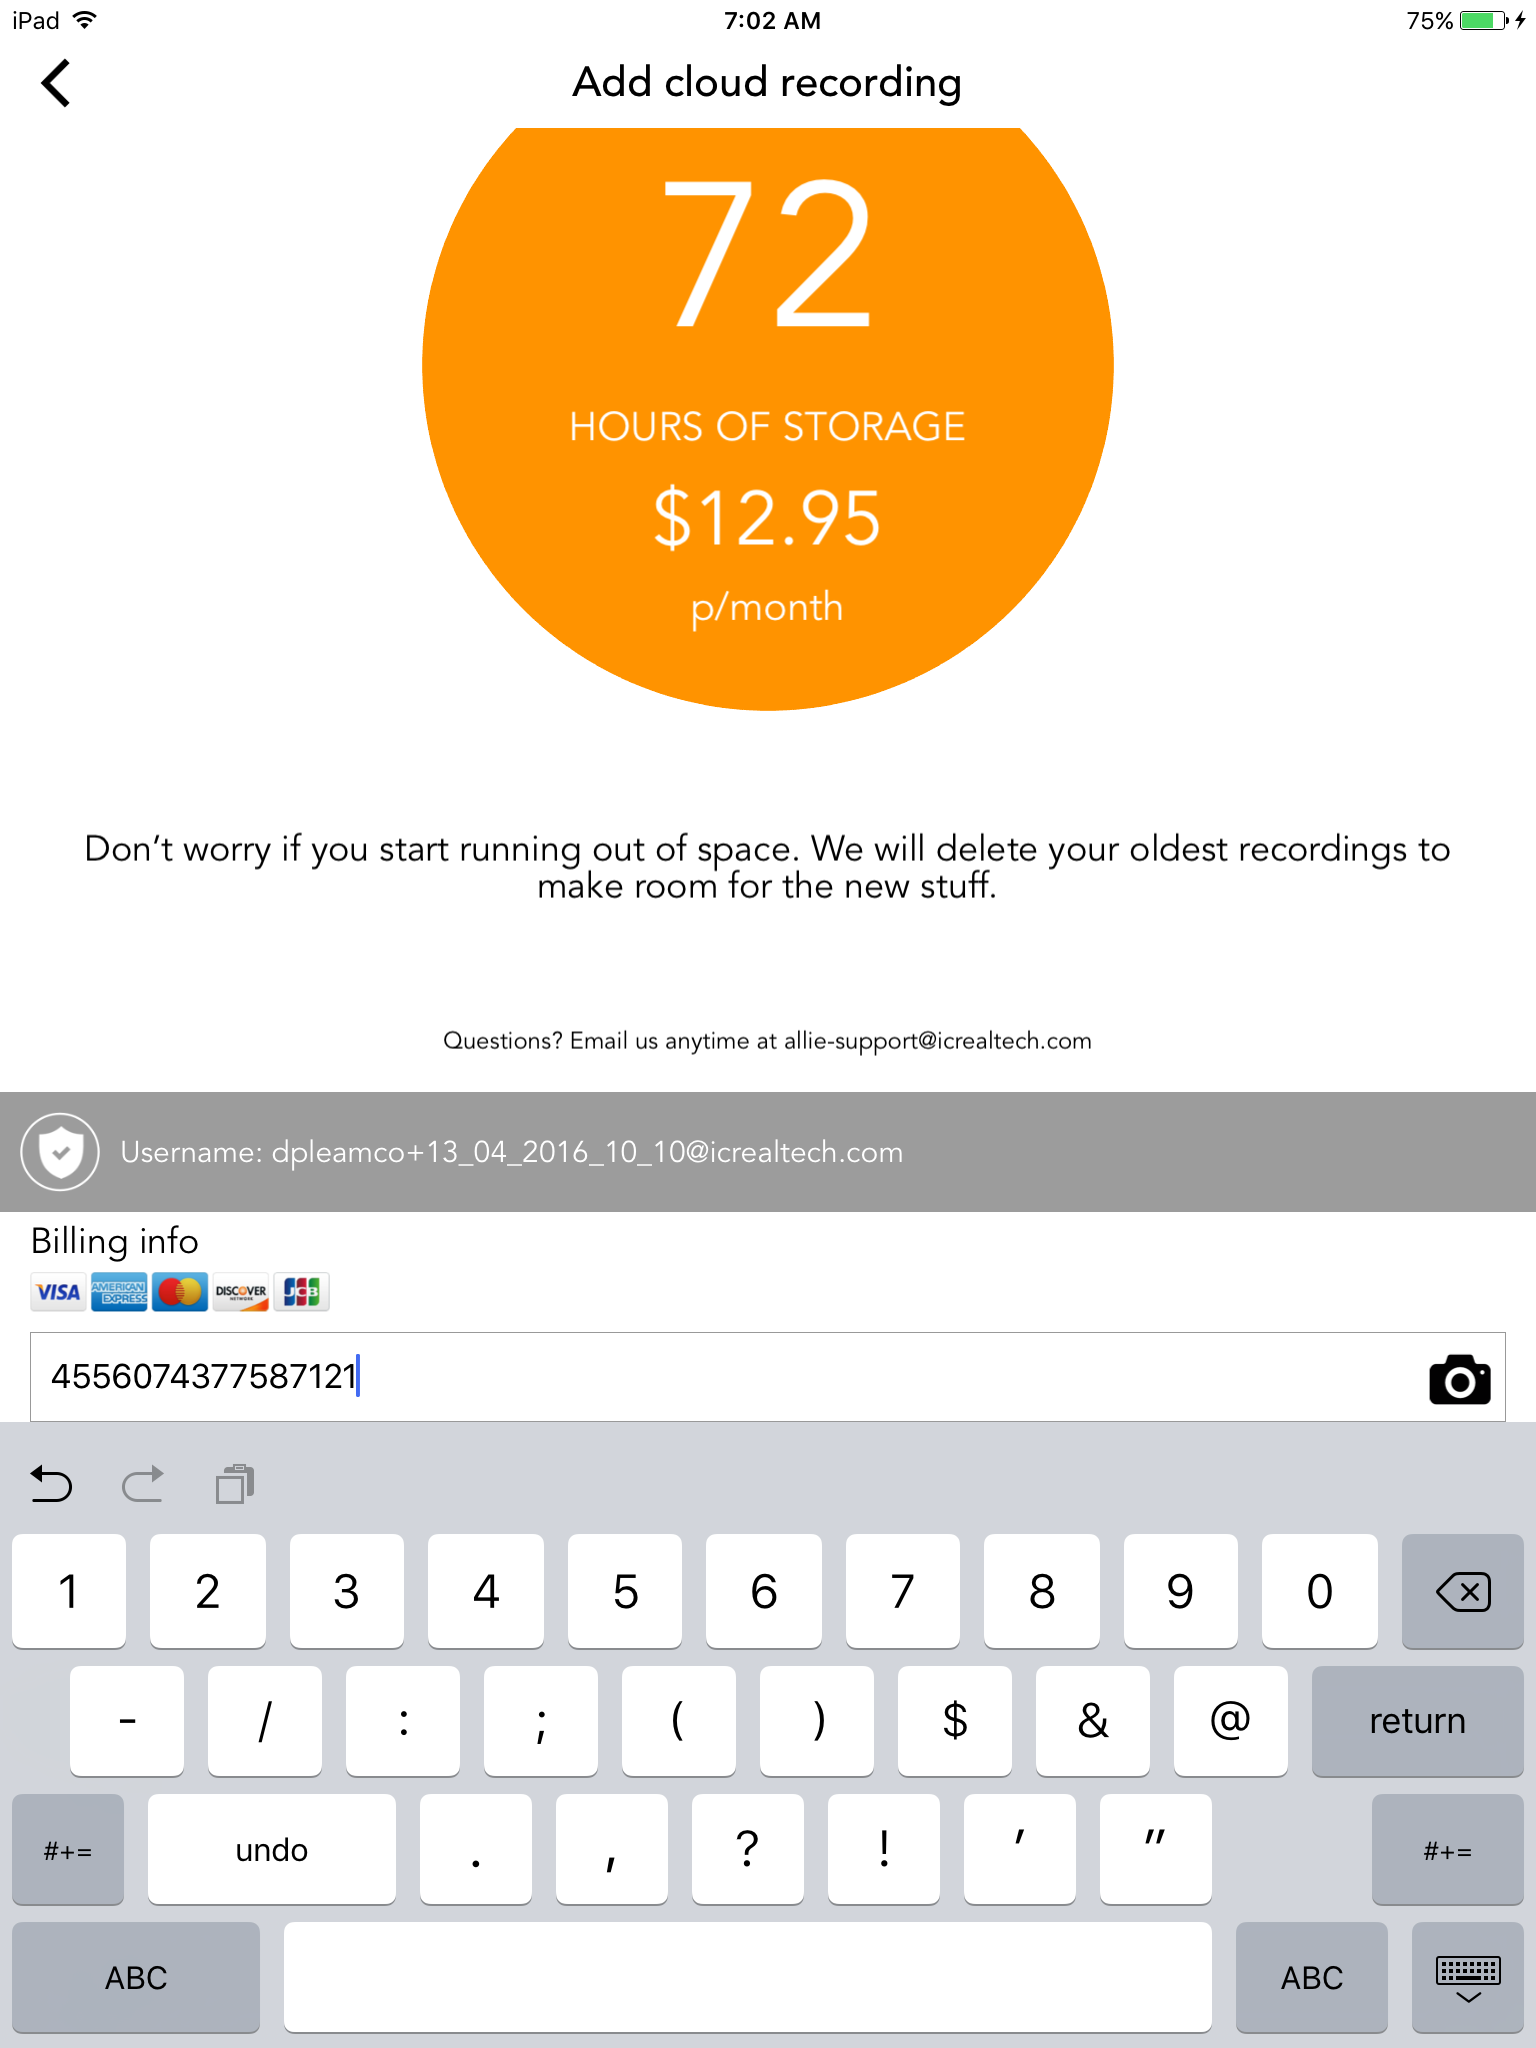 iPad 7:02 AM 75%
Add cloud recording
72
HOURS OF STORAGE
$12.95
p/month
Don’t worry if you start running out of space. We will delete your oldest recordings to
make room for the new stuff.
Questions? Email us anytime at allie-support@icrealtech.com
Username: dpleamco+13_04_2016_10_10@icrealtech.com
Billing info
VISA AMERICAN EXPRESS DISCOVER NETWORK JCB
4556074377587121
1 2 3 4 5 6 7 8 9 0
- / : ; ( ) $ & @ return
#+= undo . , ? ! ' " #+=
ABC ABC